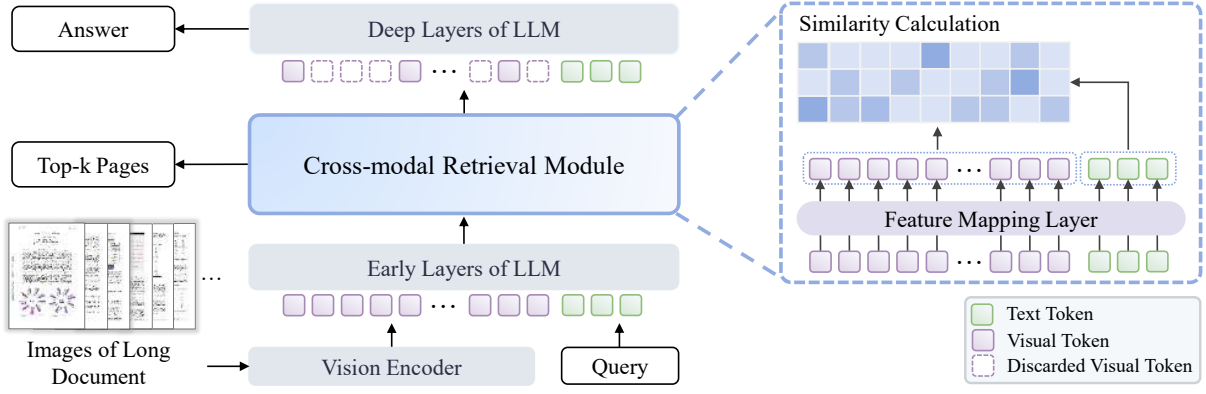 Answer
Deep Layers of LLM
...
Top-k Pages
Cross-modal Retrieval Module
Early Layers of LLM
...
...
Images of Long
Document
Vision Encoder
Query
Similarity Calculation
...
Feature Mapping Layer
...
Text Token
Visual Token
Discarded Visual Token